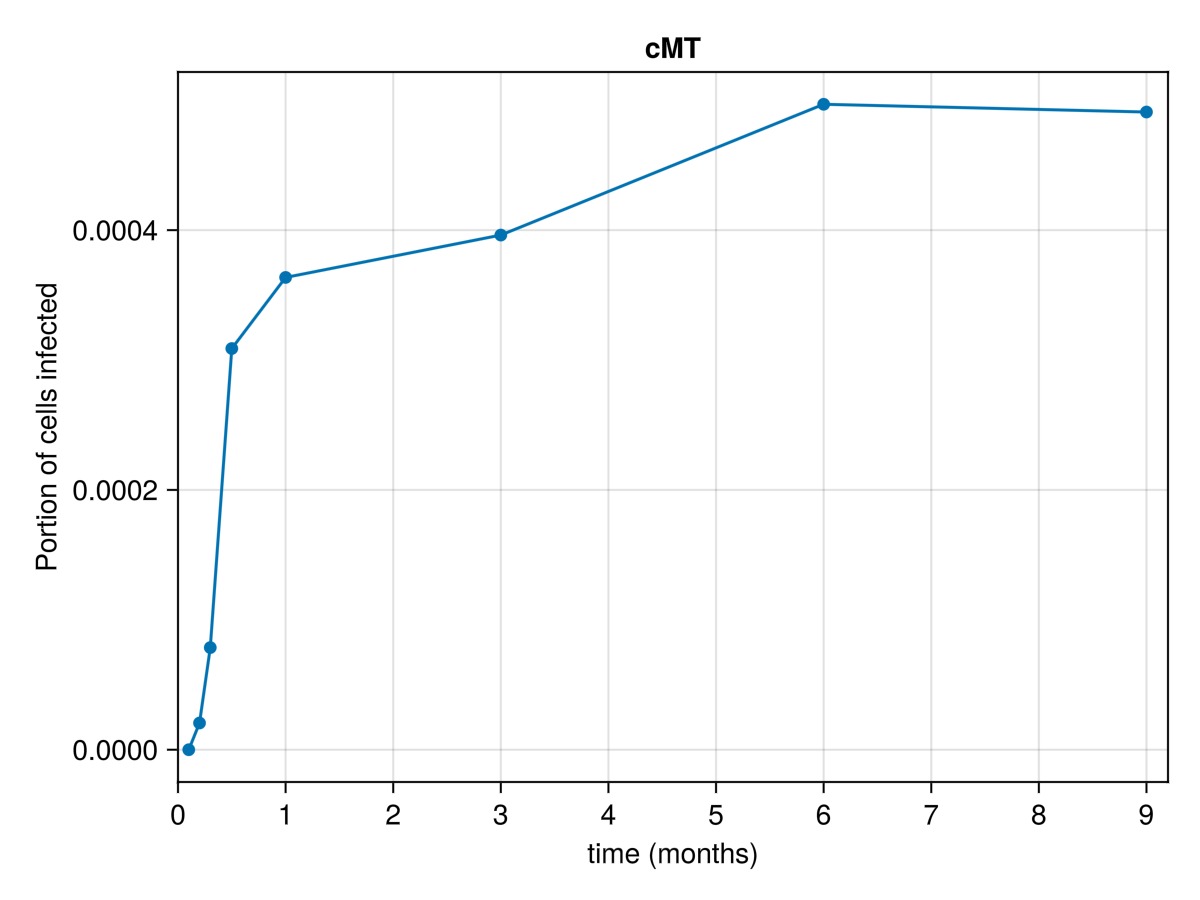 cMT
Portion of cells infected
0.0004
0.0002
0.0000
0 1 2 3 4 5 6 7 8 9
time (months)